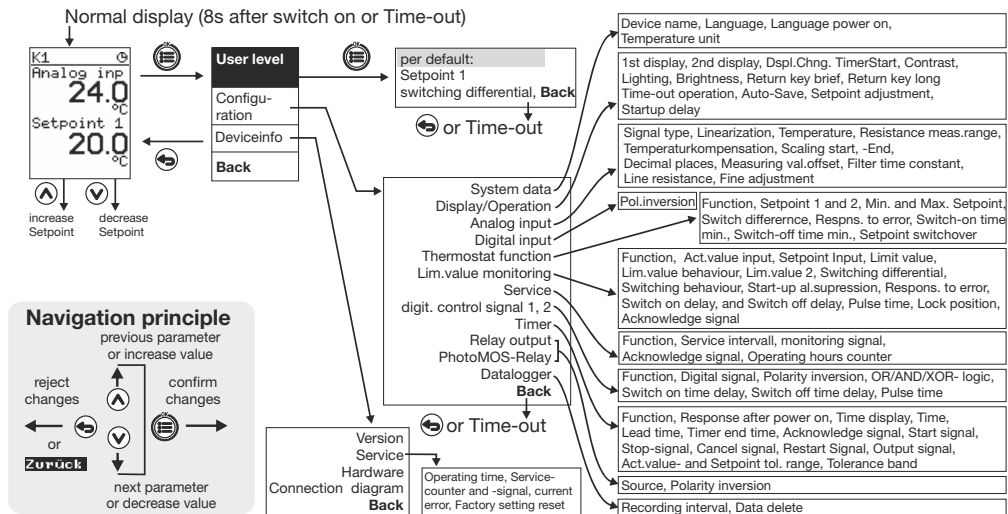 Normal display (8s after switch on or Time-out)
K1
Analog inp
24.0
°C
Setpoint 1
20.0
°C
increase
Setpoint
decrease
Setpoint
OK
User level
Configu-
ration
Deviceinfo
Back
OK
per default:
Setpoint 1
switching differential, Back
or Time-out
System data
Display/Operation
Analog input
Digital input
Thermostat function
Lim.value monitoring
Service
digit. control signal 1, 2
Timer
Relay output
PhotoMOS-Relay
Datalogger
Back
or Time-out
Device name, Language, Language power on,
Temperature unit
1st display, 2nd display, Dspl.Chng. TimerStart, Contrast,
Lighting, Brightness, Return key brief, Return key long
Time-out operation, Auto-Save, Setpoint adjustment,
Startup delay
Signal type, Linearization, Temperature, Resistance meas.range,
Temperaturkompensation, Scaling start, -End,
Decimal places, Measuring val.offset, Filter time constant,
Line resistance, Fine adjustment
Pol.inversion
Function, Setpoint 1 and 2, Min. and Max. Setpoint,
Switch differernce, Respns. to error, Switch-on time
min., Switch-off time min., Setpoint switchover
Function, Act.value input, Setpoint Input, Limit value,
Lim.value behaviour, Lim.value 2, Switching differential,
Switching behaviour, Start-up al.supression, Respons. to error,
Switch on delay, and Switch off delay, Pulse time, Lock position,
Acknowledge signal
Function, Service intervall, monitoring signal,
Acknowledge signal, Operating hours counter
Function, Digital signal, Polarity inversion, OR/AND/XOR- logic,
Switch on time delay, Switch off time delay, Pulse time
Function, Response after power on, Time display, Time,
Lead time, Timer end time, Acknowledge signal, Start signal,
Stop-signal, Cancel signal, Restart Signal, Output signal,
Act.value- and Setpoint tol. range, Tolerance band
Source, Polarity inversion
Recording interval, Data delete
Navigation principle
previous parameter
or increase value
reject
changes
confirm
changes
OK
or
Zurück
next parameter
or decrease value
Version
Service
Hardware
Connection diagram
Back
Operating time, Service-
counter and -signal, current
error, Factory setting reset